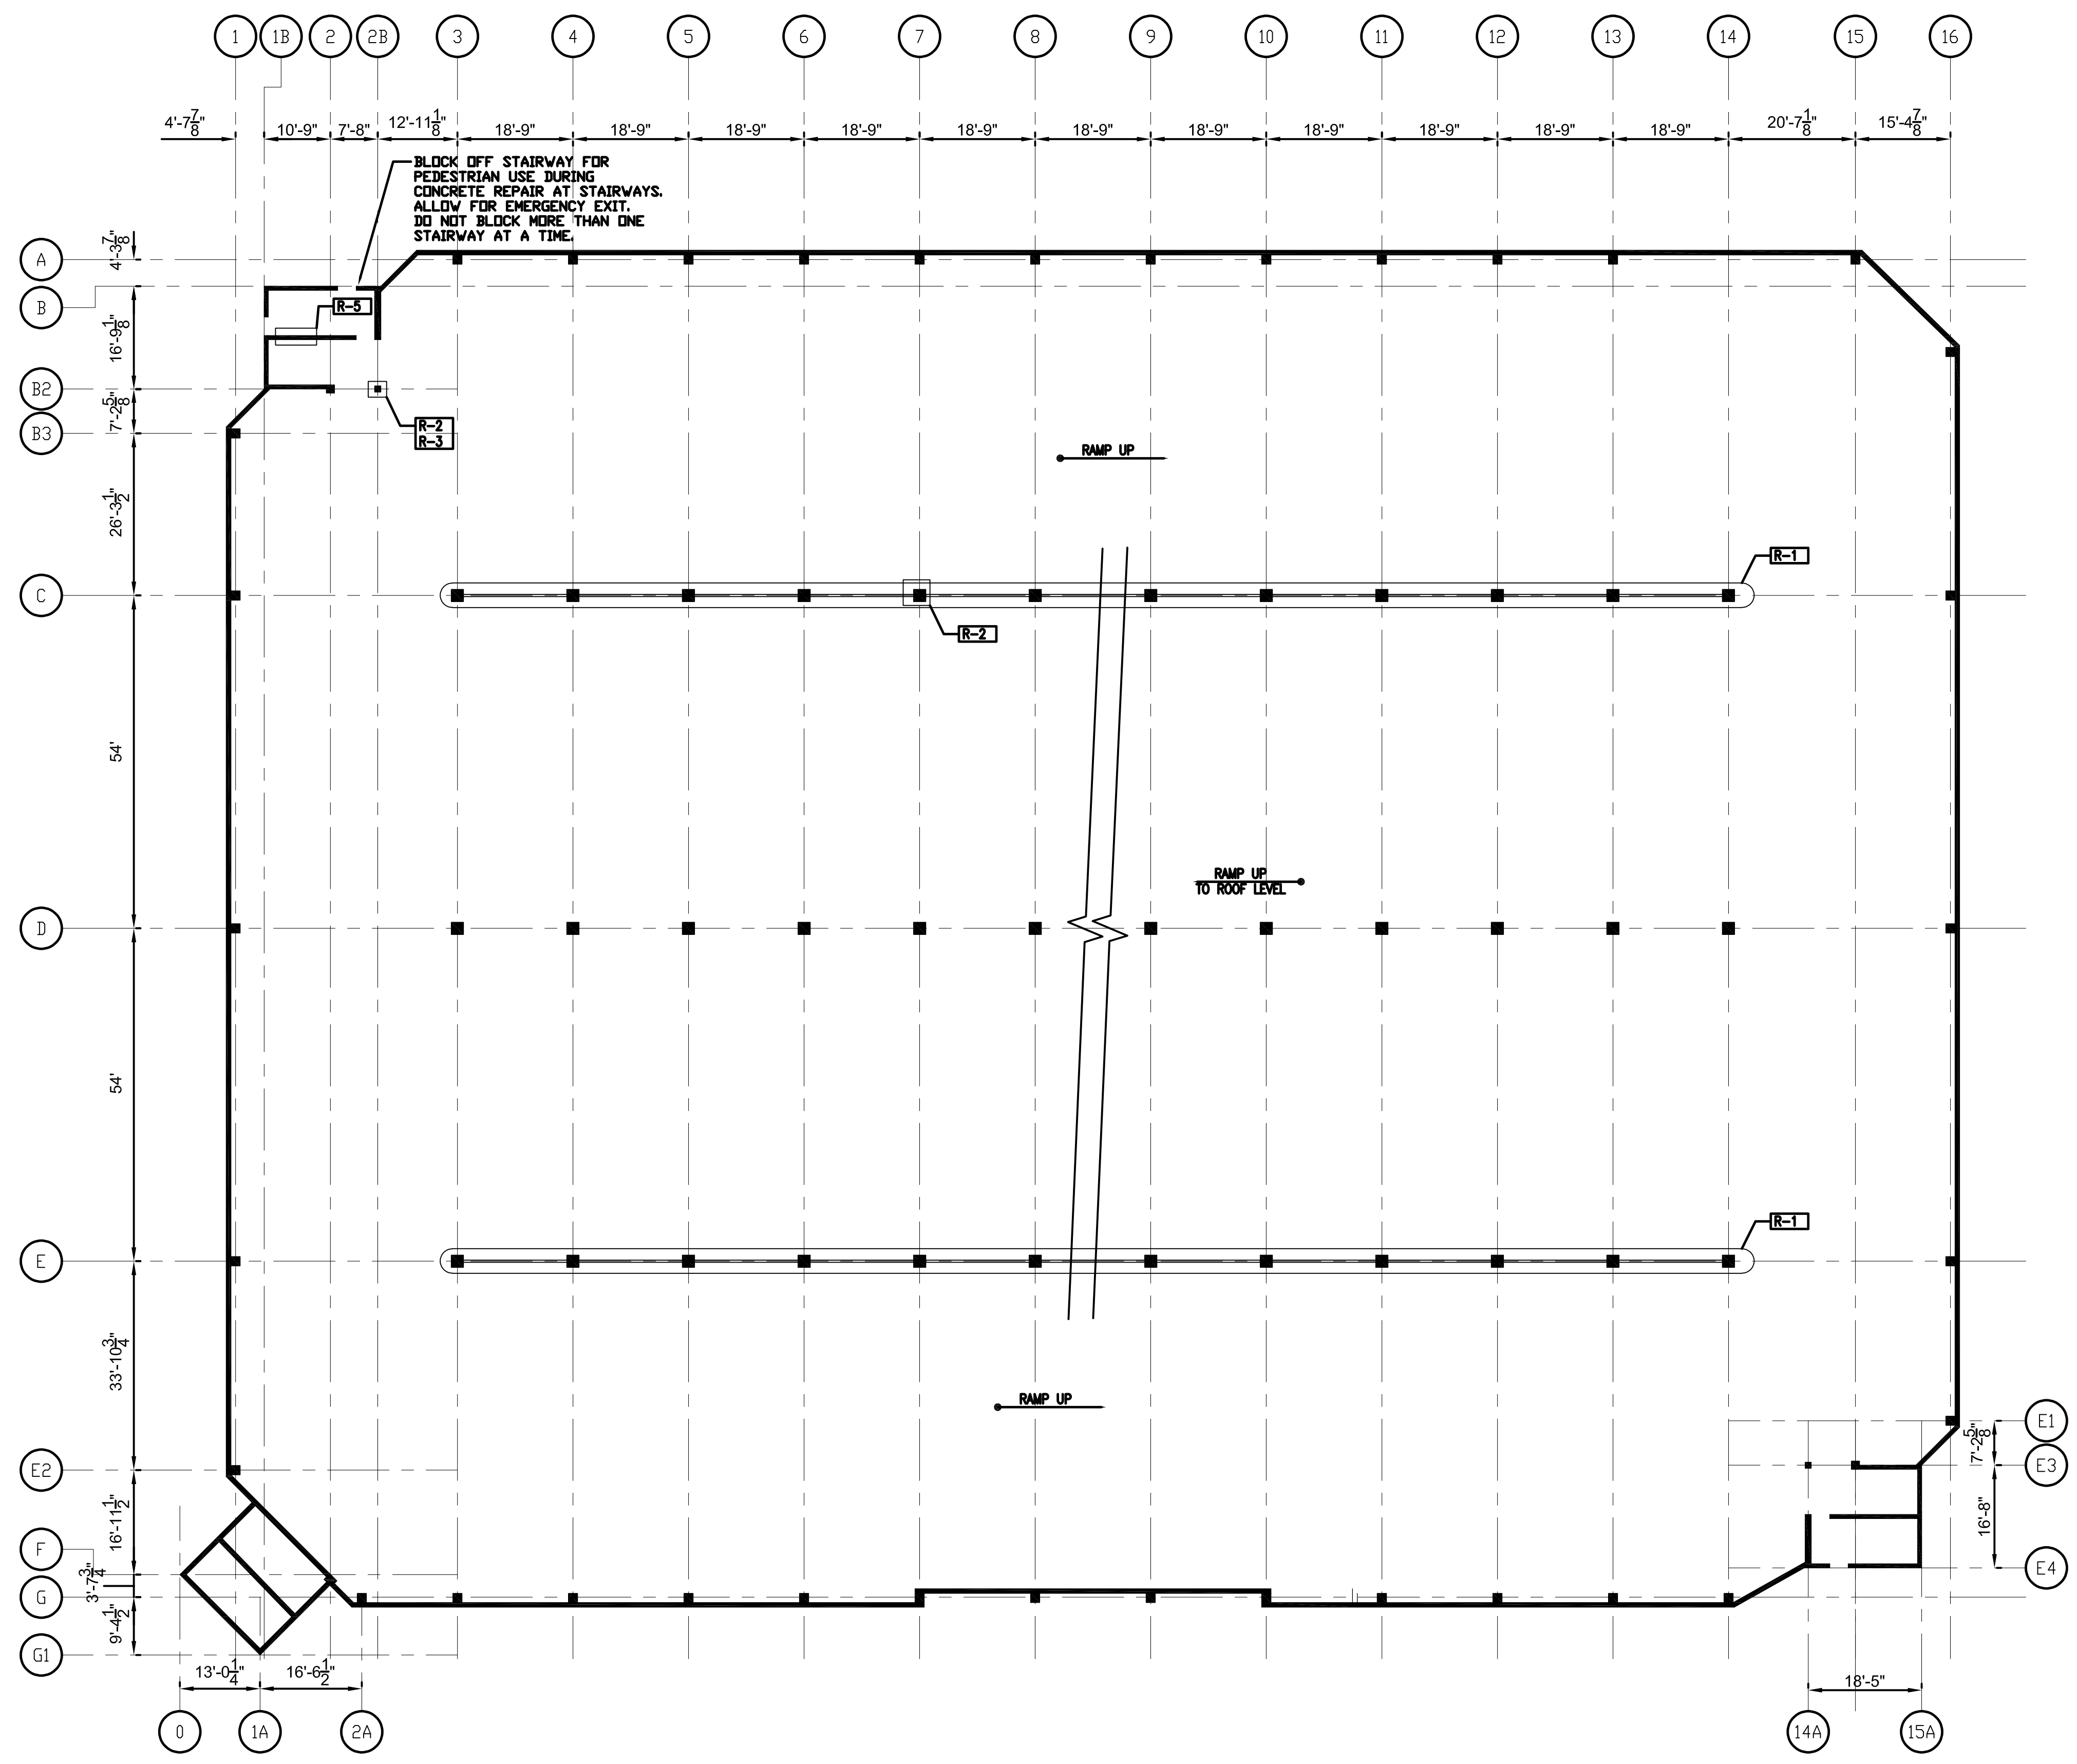 1 1B 2 2B 3 4 5 6 7 8 9 10 11 12 13 14 15 16
4'-7 7/8" 10'-9" 7'-8" 12'-11 1/8" 18'-9" 18'-9" 18'-9" 18'-9" 18'-9" 18'-9" 18'-9" 18'-9" 18'-9" 18'-9" 18'-9" 20'-7 1/8" 15'-4 7/8"
BLOCK OFF STAIRWAY FOR
PEDESTRIAN USE DURING
CONCRETE REPAIR AT STAIRWAYS.
ALLOW FOR EMERGENCY EXIT.
DO NOT BLOCK MORE THAN ONE
STAIRWAY AT A TIME.
4'-3 7/8"
A
B
R-5
16'-9 1/8"
B2
7'-2 5/8"
R-2
R-3
B3
RAMP UP
26'-3 1/2"
R-1
C
R-2
54'
RAMP UP
TO ROOF LEVEL
D
54'
R-1
E
33'-10 3/4"
RAMP UP
E1
7'-2 5/8"
E3
E2
16'-11 1/2"
16'-8"
F
3'-7 3/4"
E4
G
9'-4 1/2"
G1
13'-0 1/4" 16'-6 1/2" 18'-5"
0 1A 2A 14A 15A